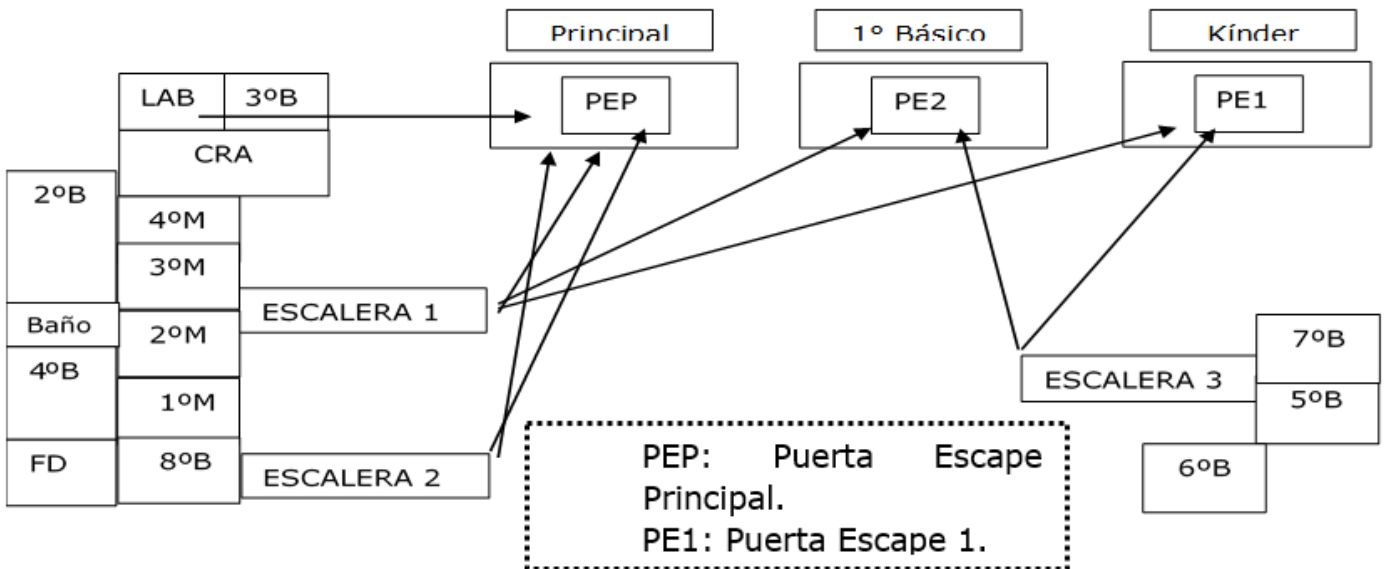 Principal
1º Básico
Kínder
PEP
PE2
PE1
LAB
3ºB
CRA
2ºB
4ºM
3ºM
ESCALERA 1
Baño
2ºM
4ºB
1ºM
FD
8ºB
ESCALERA 2
7ºB
ESCALERA 3
5ºB
6ºB
PEP: Puerta Escape
Principal.
PE1: Puerta Escape 1.